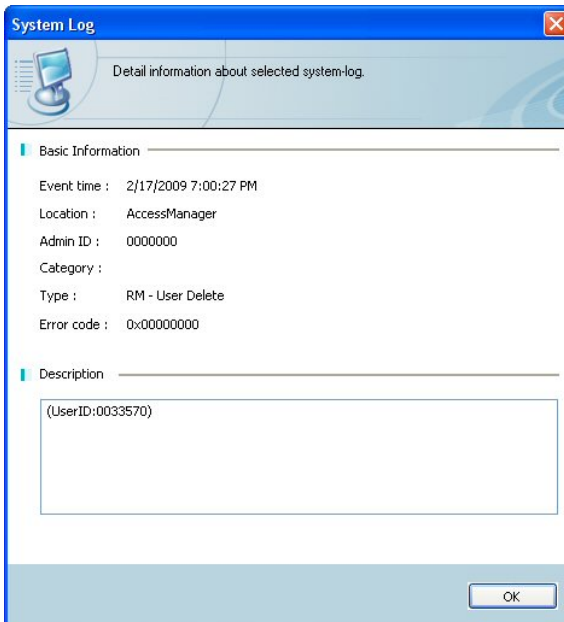 System Log
Detail information about selected system-log.
Basic Information
Event time : 2/17/2009 7:00:27 PM
Location : AccessManager
Admin ID : 0000000
Category :
Type : RM - User Delete
Error code : 0x00000000
Description
(UserID:0033570)
OK